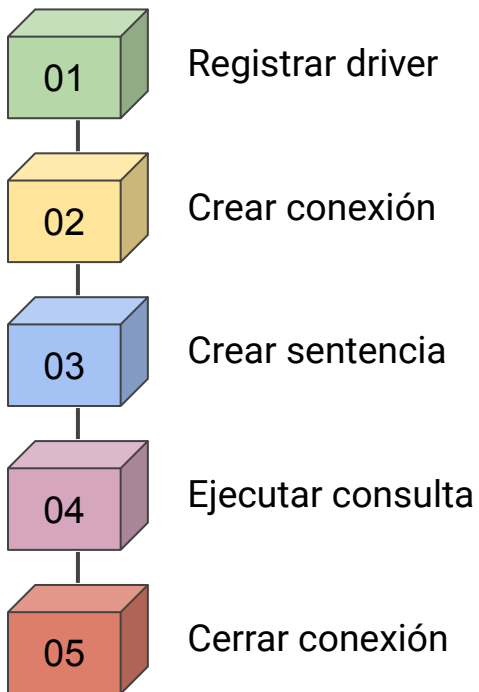 01 Registrar driver
02 Crear conexión
03 Crear sentencia
04 Ejecutar consulta
05 Cerrar conexión